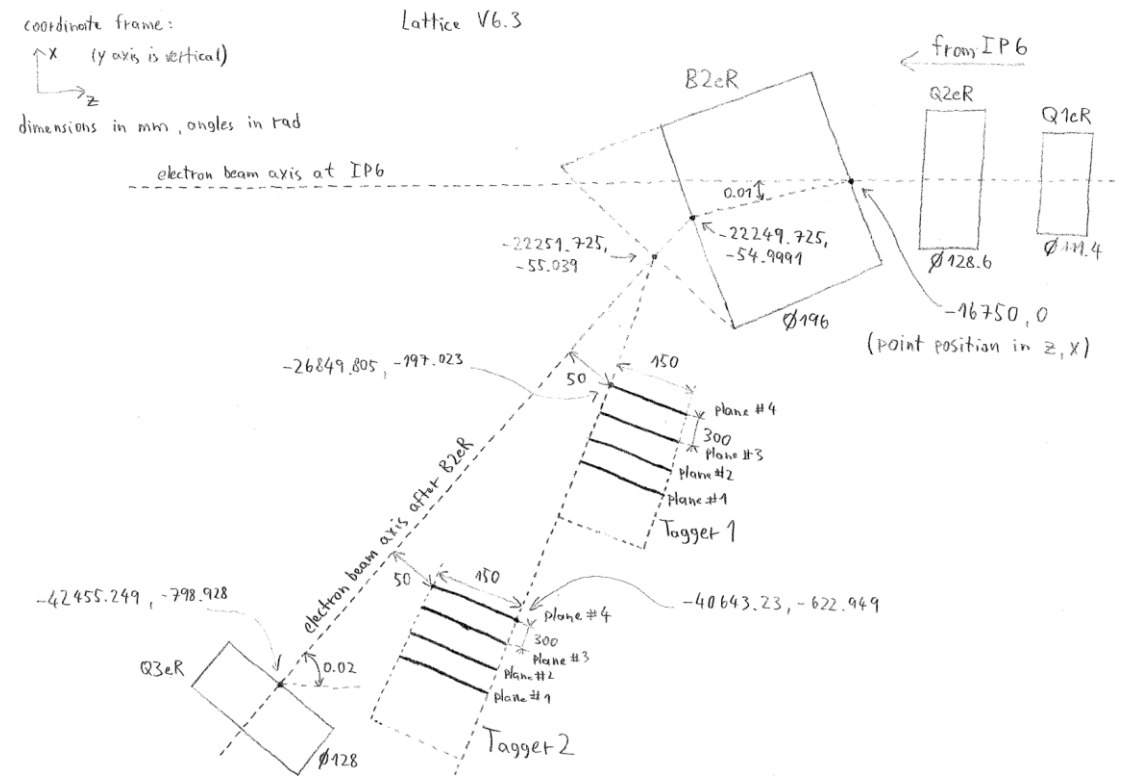 coordinate frame:
Lattice V6.3
x
(y axis is vertical)
z
dimensions in mm, angles in rad
from IP6
B2eR
Q2eR
Q1eR
electron beam axis at IP6
0.01
-22251.725,
-55.039
-22249.725,
-54.9991
Ø128.6
Ø196
-16750, 0
(point position in z, x)
-26849.805, -197.023
50
150
plane #4
300
plane #3
plane #2
plane #1
Tagger 1
electron beam axis after B2eR
50
150
-42455.249, -798.928
-40643.23, -622.949
plane #4
300
plane #3
plane #2
plane #1
Q3eR
0.02
Tagger 2
Ø128